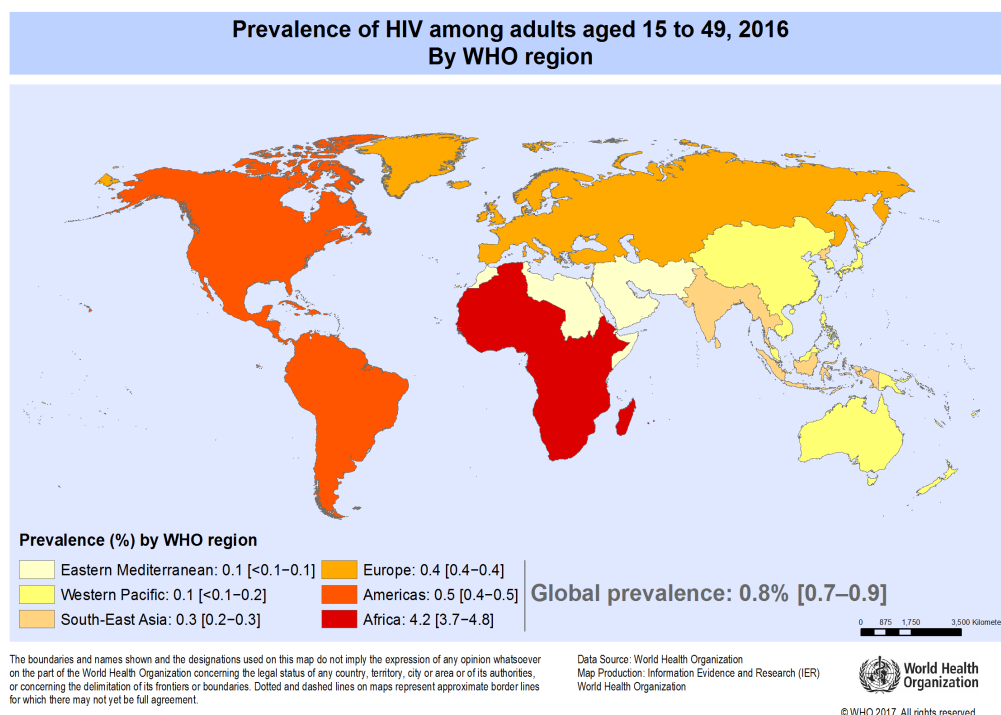 Prevalence of HIV among adults aged 15 to 49, 2016
By WHO region
Prevalence (%) by WHO region
Eastern Mediterranean: 0.1 [<0.1–0.1]
Western Pacific: 0.1 [<0.1–0.2]
South-East Asia: 0.3 [0.2–0.3]
Europe: 0.4 [0.4–0.4]
Americas: 0.5 [0.4–0.5]
Africa: 4.2 [3.7–4.8]
Global prevalence: 0.8% [0.7–0.9]
0 875 1,750 3,500 Kilomete
The boundaries and names shown and the designations used on this map do not imply the expression of any opinion whatsoever
on the part of the World Health Organization concerning the legal status of any country, territory, city or area or of its authorities,
or concerning the delimitation of its frontiers or boundaries. Dotted and dashed lines on maps represent approximate border lines
for which there may not yet be full agreement.
Data Source: World Health Organization
Map Production: Information Evidence and Research (IER)
World Health Organization
World Health
Organization
© WHO 2017. All rights reserved